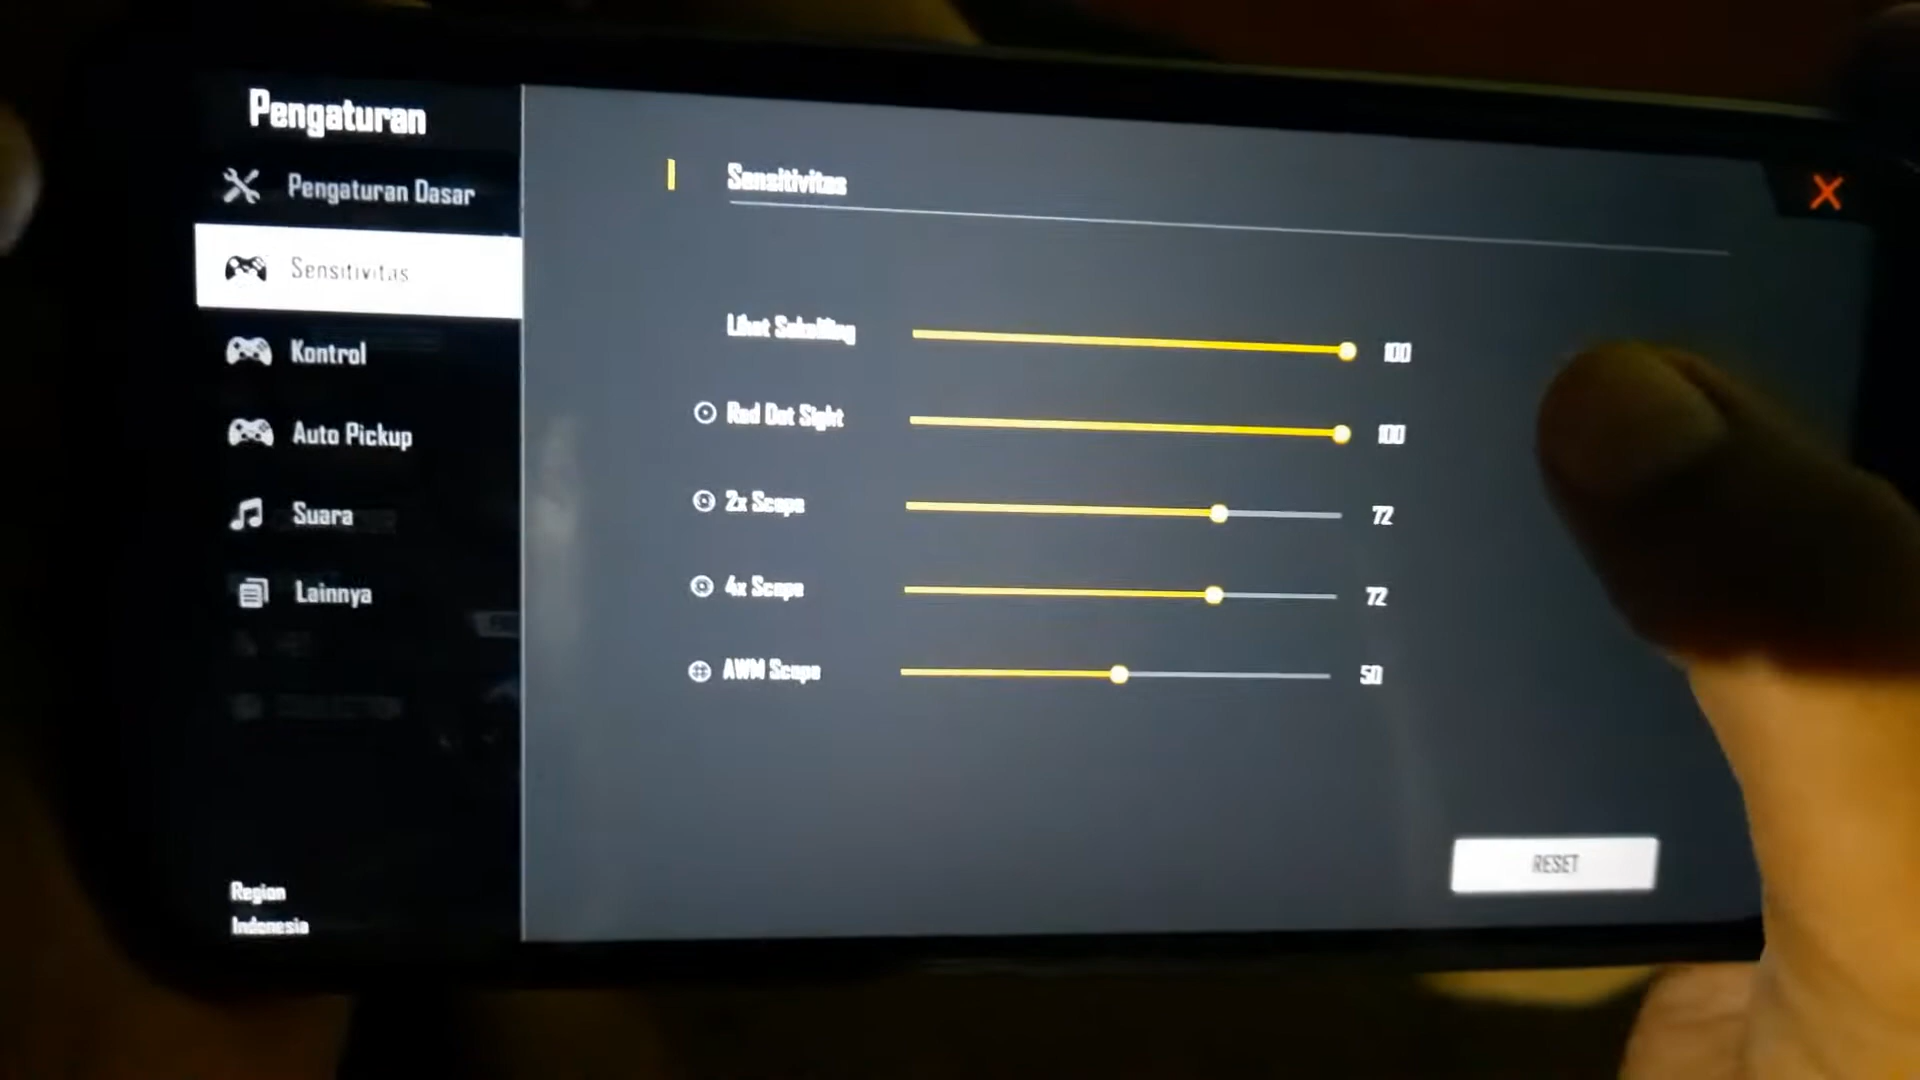 Pengaturan
Pengaturan Dasar
Sensitivitas
Kontrol
Auto Pickup
Suara
Lainnya
Region
Indonesia
Sensitivitas
Lihat Sekeliling 100
Red Dot Sight 100
2x Scope 72
4x Scope 72
AWM Scope 50
RESET